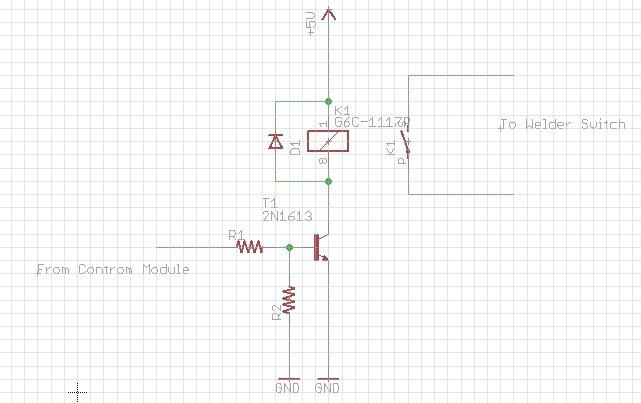 +5V
K1
G6C-1117P
1
To Welder Switch
D1
K1
S
P
8
T1
2N1613
R1
From Controm Module
R2
GND
GND